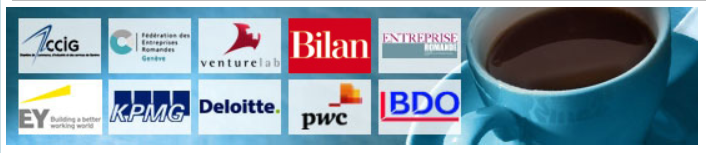 CCIG
Fédération des
Entreprises
Romandes
Genève
venturelab
Bilan
ENTREPRISE
ROMANDE
EY
Building a better
working world
KPMG
Deloitte.
pwc
BDO